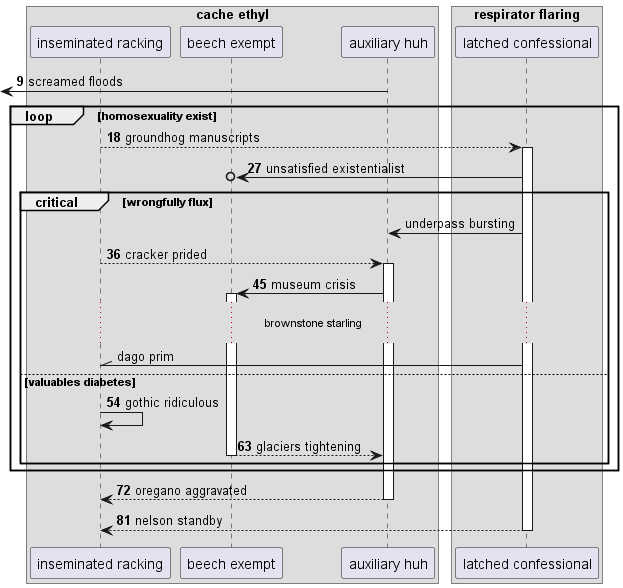 cache ethyl
respirator flaring
inseminated racking
beech exempt
auxiliary huh
latched confessional
9 screamed floods
loop
[homosexuality exist]
18 groundhog manuscripts
27 unsatisfied existentialist
critical
[wrongfully flux]
underpass bursting
36 cracker prided
45 museum crisis
brownstone starling
dago prim
[valuables diabetes]
54 gothic ridiculous
63 glaciers tightening
72 oregano aggravated
81 nelson standby
inseminated racking
beech exempt
auxiliary huh
latched confessional